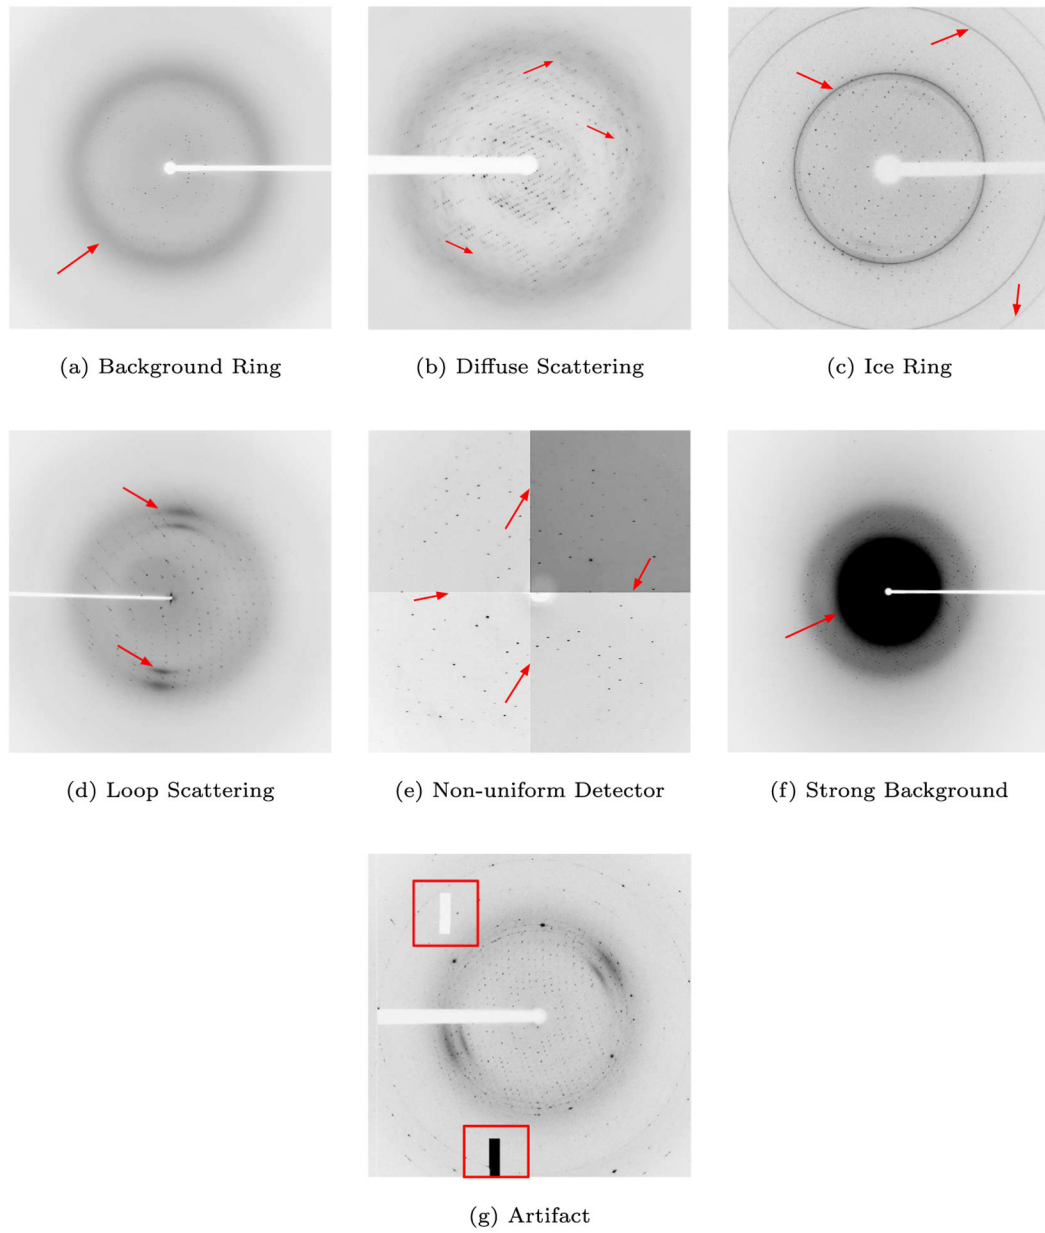 (a) Background Ring
(b) Diffuse Scattering
(c) Ice Ring
(d) Loop Scattering
(e) Non-uniform Detector
(f) Strong Background
(g) Artifact